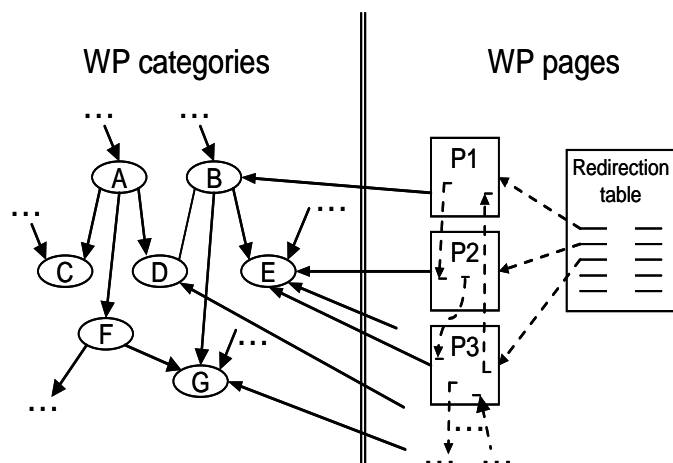 WP categories
WP pages
... ...
A B P1 Redirection
table
... ...
C D E P2
F ... P3
G
...
...
... ...